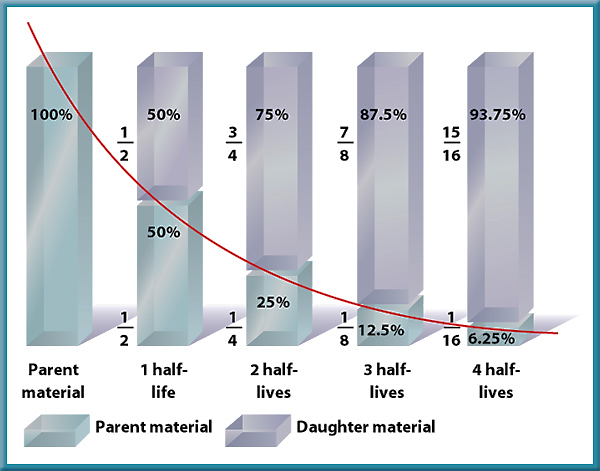 100%
50%
75%
87.5%
93.75%
1
2
3
4
7
8
15
16
50%
25%
12.5%
6.25%
1
2
1
4
1
8
1
16
Parent
material
1 half-
life
2 half-
lives
3 half-
lives
4 half-
lives
Parent material
Daughter material